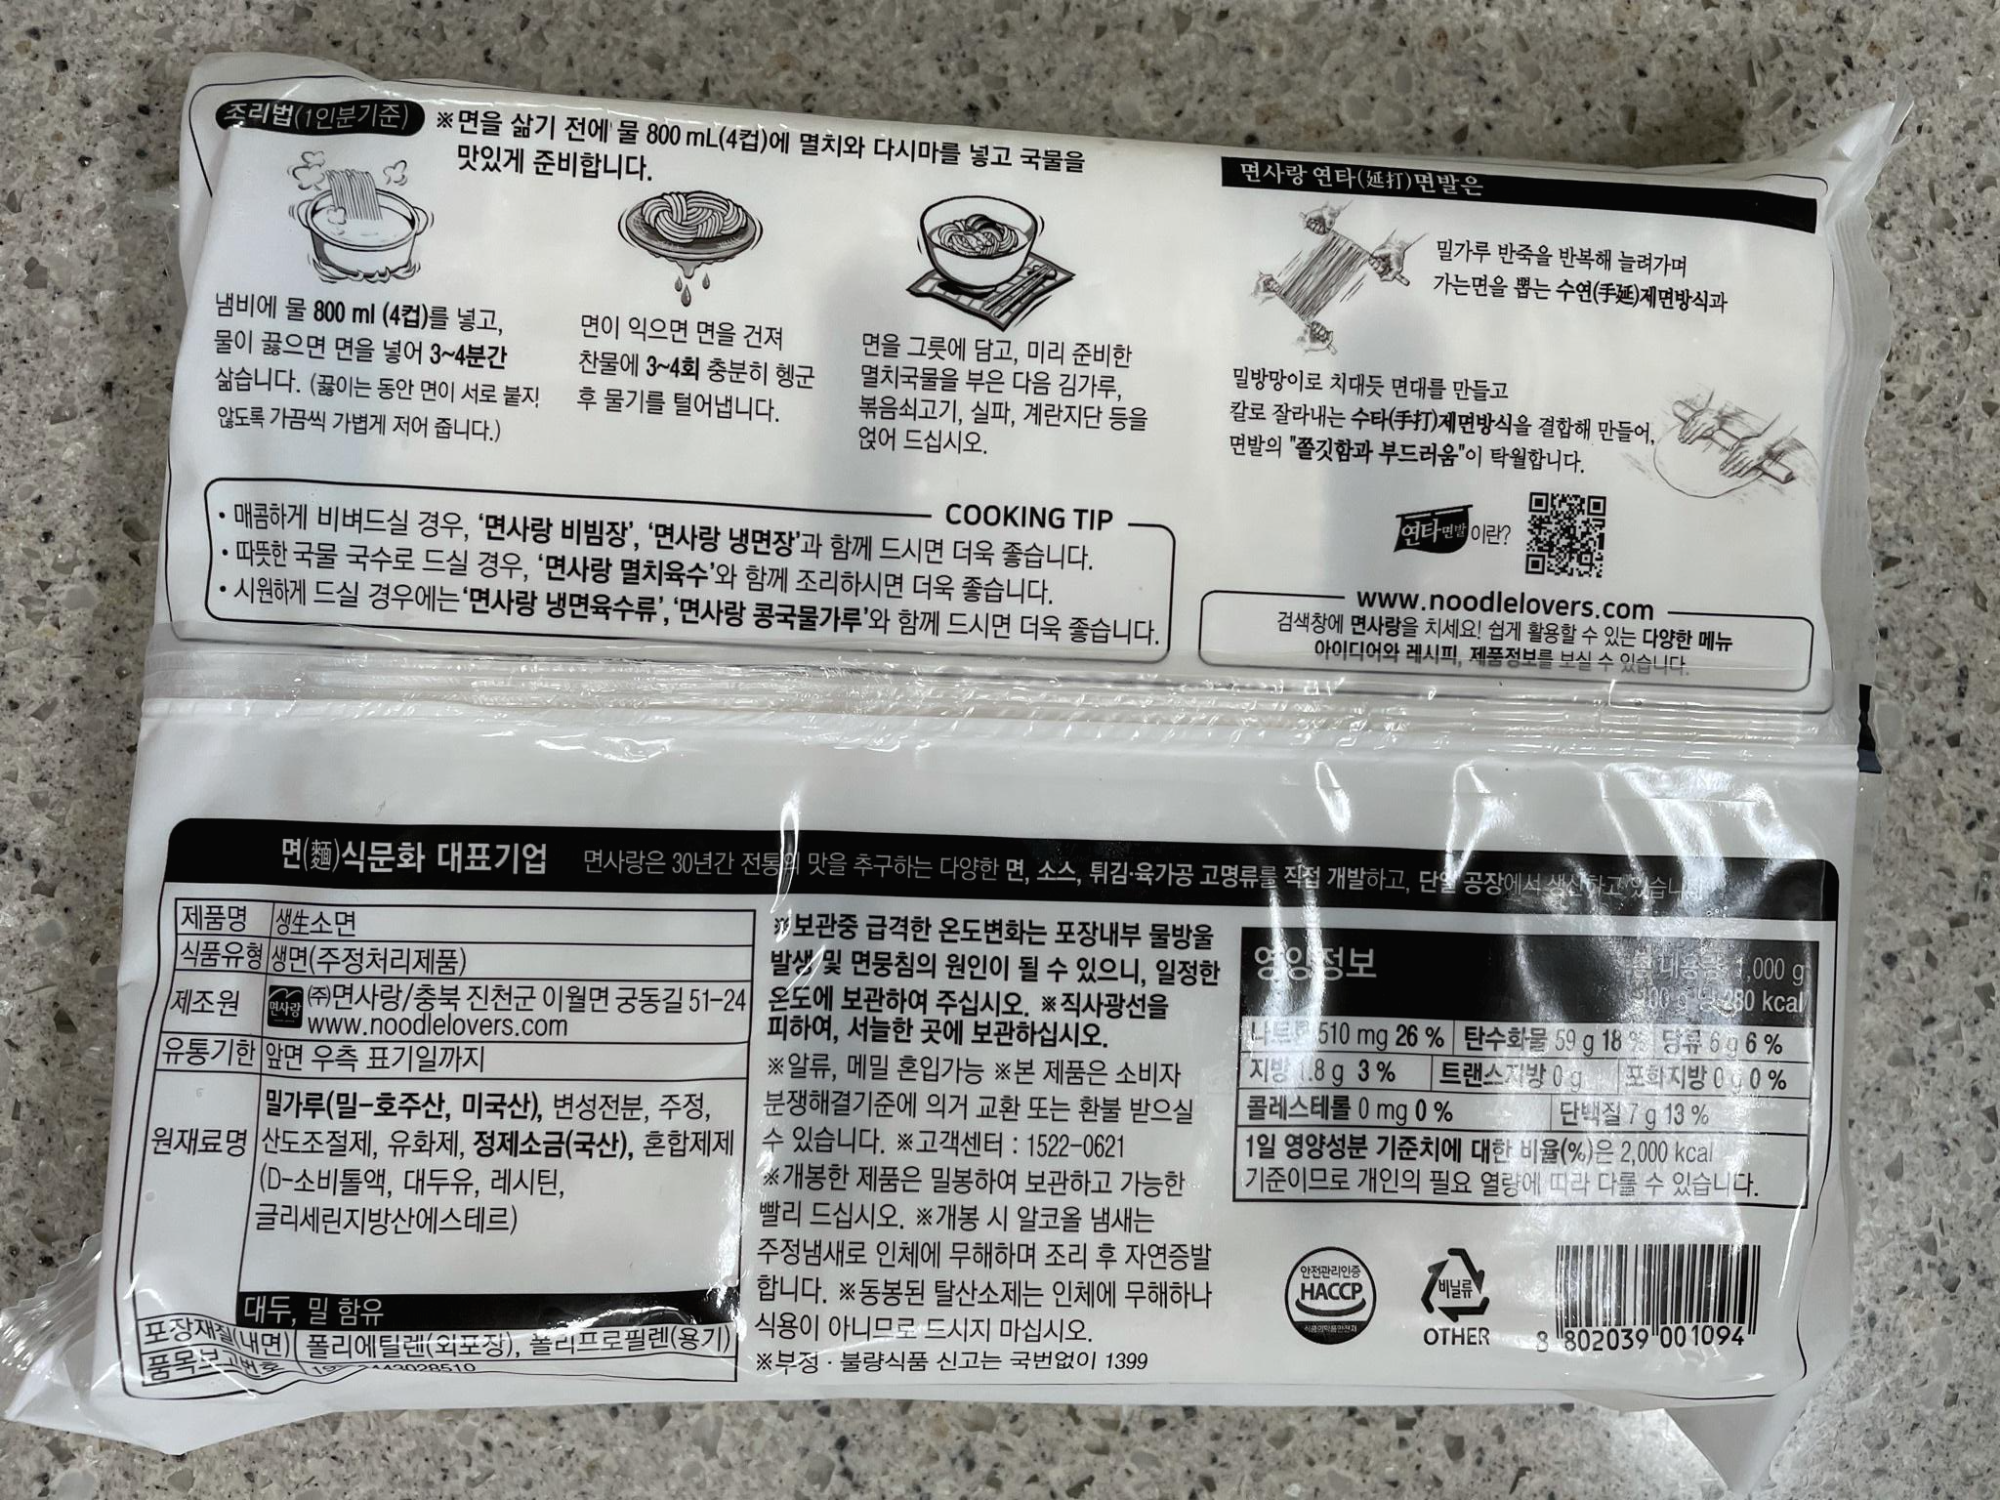 조리법(1인분기준)
※면을 삶기 전에 물 800 mL(4컵)에 멸치와 다시마를 넣고 국물을
맛있게 준비합니다.
냄비에 물 800 ml (4컵)를 넣고,
물이 끓으면 면을 넣어 3~4분간
삶습니다. (끓이는 동안 면이 서로 붙지
않도록 가끔씩 가볍게 저어 줍니다.)
면이 익으면 면을 건져
찬물에 3~4회 충분히 헹군
후 물기를 털어냅니다.
면을 그릇에 담고, 미리 준비한
멸치국물을 부은 다음 김가루,
볶음쇠고기, 실파, 계란지단 등을
얹어 드십시오.
COOKING TIP
• 매콤하게 비벼드실 경우, '면사랑 비빔장', '면사랑 냉면장'과 함께 드시면 더욱 좋습니다.
• 따뜻한 국물 국수로 드실 경우, '면사랑 멸치육수'와 함께 조리하시면 더욱 좋습니다.
• 시원하게 드실 경우에는 '면사랑 냉면육수류', '면사랑 콩국물가루'와 함께 드시면 더욱 좋습니다.
면사랑 연타(延打)면발은
밀가루 반죽을 반복해 늘려가며
가는면을 뽑는 수연(手延)제면방식과
밀방망이로 치대듯 면대를 만들고
칼로 잘라내는 수타(手打)제면방식을 결합해 만들어,
면발의 "쫄깃함과 부드러움"이 탁월합니다.
연타면발이란?
www.noodlelovers.com
검색창에 면사랑을 치세요! 쉽게 활용할 수 있는 다양한 메뉴
아이디어와 레시피, 제품정보를 보실 수 있습니다.
면(麵)식문화 대표기업
면사랑은 30년간 전통의 맛을 추구하는 다양한 면, 소스, 튀김·육가공 고명류를 직접 개발하고, 단일 공장에서 생산하고 있습니다
제품명 생生소면
식품유형 생면(주정처리제품)
제조원 면사랑 ㈜면사랑/충북 진천군 이월면 궁동길 51-24
www.noodlelovers.com
유통기한 앞면 우측 표기일까지
원재료명
밀가루(밀-호주산, 미국산), 변성전분, 주정,
산도조절제, 유화제, 정제소금(국산), 혼합제제
(D-소비톨액, 대두유, 레시틴,
글리세린지방산에스테르)
대두, 밀 함유
포장재질(내면) 폴리에틸렌(외포장), 폴리프로필렌(용기)
품목보고번호
※보관중 급격한 온도변화는 포장내부 물방울
발생 및 면뭉침의 원인이 될 수 있으니, 일정한
온도에 보관하여 주십시오. ※직사광선을
피하여, 서늘한 곳에 보관하십시오.
※알류, 메밀 혼입가능 ※본 제품은 소비자
분쟁해결기준에 의거 교환 또는 환불 받으실
수 있습니다. ※고객센터 : 1522-0621
※개봉한 제품은 밀봉하여 보관하고 가능한
빨리 드십시오. ※개봉 시 알코올 냄새는
주정냄새로 인체에 무해하며 조리 후 자연증발
합니다. ※동봉된 탈산소제는 인체에 무해하나
식용이 아니므로 드시지 마십시오.
※부정 · 불량식품 신고는 국번없이 1399
영양정보
총 내용량 1,000 g
100 g 당 280 kcal
나트륨 510 mg 26 % 탄수화물 59 g 18 % 당류 6 g 6 %
지방 1.8 g 3 % 트랜스지방 0 g 포화지방 0 g 0 %
콜레스테롤 0 mg 0 % 단백질 7 g 13 %
1일 영양성분 기준치에 대한 비율(%)은 2,000 kcal
기준이므로 개인의 필요 열량에 따라 다를 수 있습니다.
안전관리인증
HACCP
식품의약품안전처
비닐류
OTHER
8 802039 001094